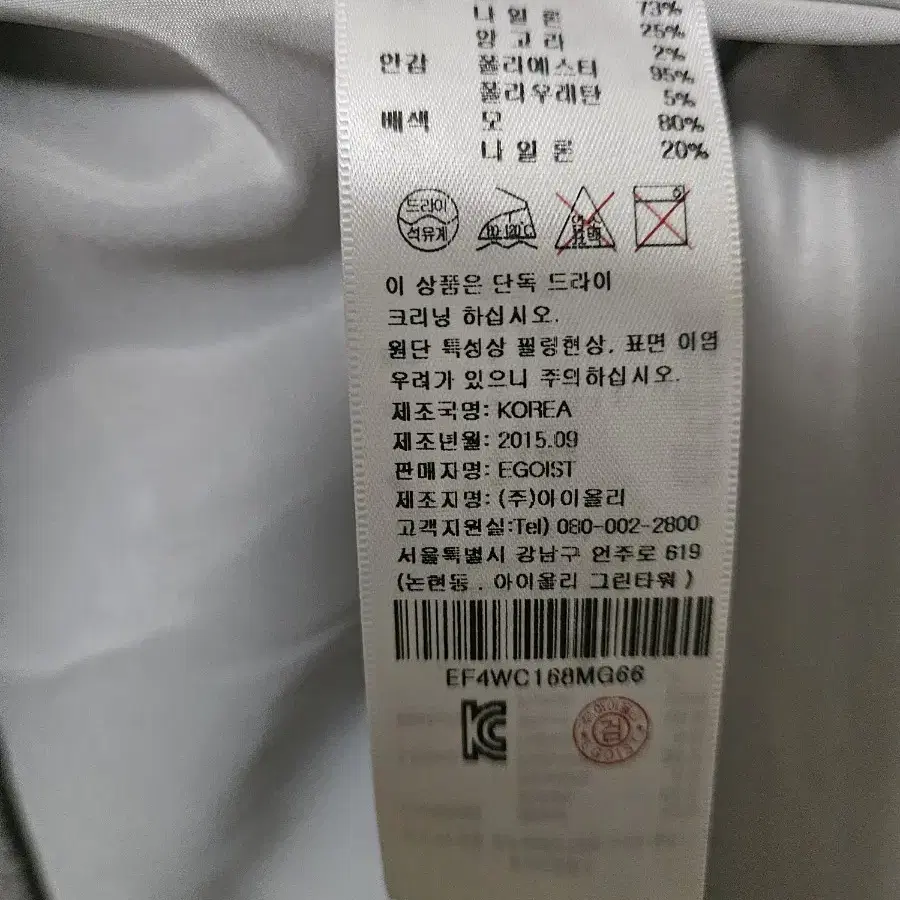 73%
나 일 론 25%
앙 고 라 2%
안감 폴리에스터 95%
폴리우레탄 5%
배색 모 80%
나 일 론 20%
드라이
석유계
이 상품은 단독 드라이
크리닝 하십시오.
원단 특성상 필링현상, 표면 이염
우려가 있으니 주의하십시오.
제조국명: KOREA
제조년월: 2015.09
판매자명: EGOIST
제조자명: (주)아이올리
고객지원실:Tel) 080-002-2800
서울특별시 강남구 언주로 619
(논현동 . 아이올리 그린타워 )
EF4WC168MG66
검
EGOIST